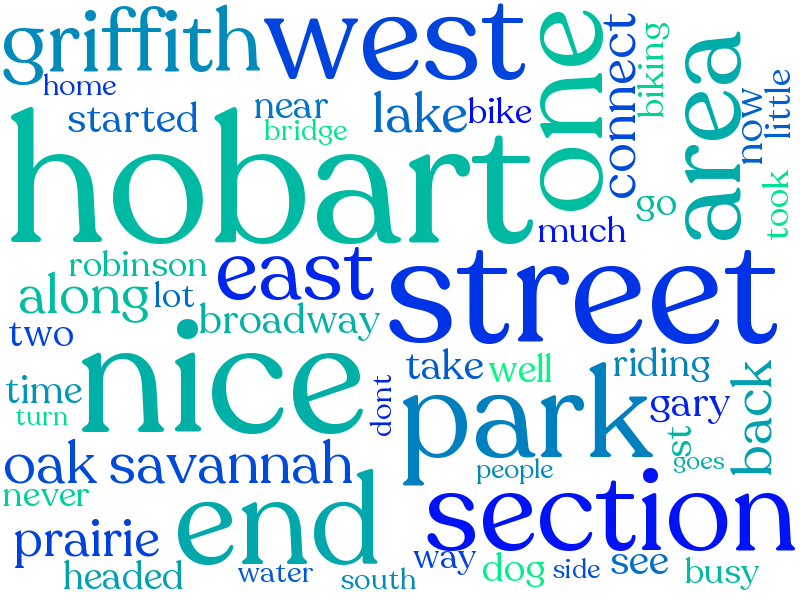 griffith
west
one
connect
biking
area
now
little
home
started
near
bridge
lake
bike
hobart
go
took
much
robinson
east
street
along
lot
broadway
two
nice
take
well
riding
time
turn
dont
park
gary
back
st
goes
oak savannah
people
never
end
section
prairie
headed
water
south
way
dog
side
see
busy